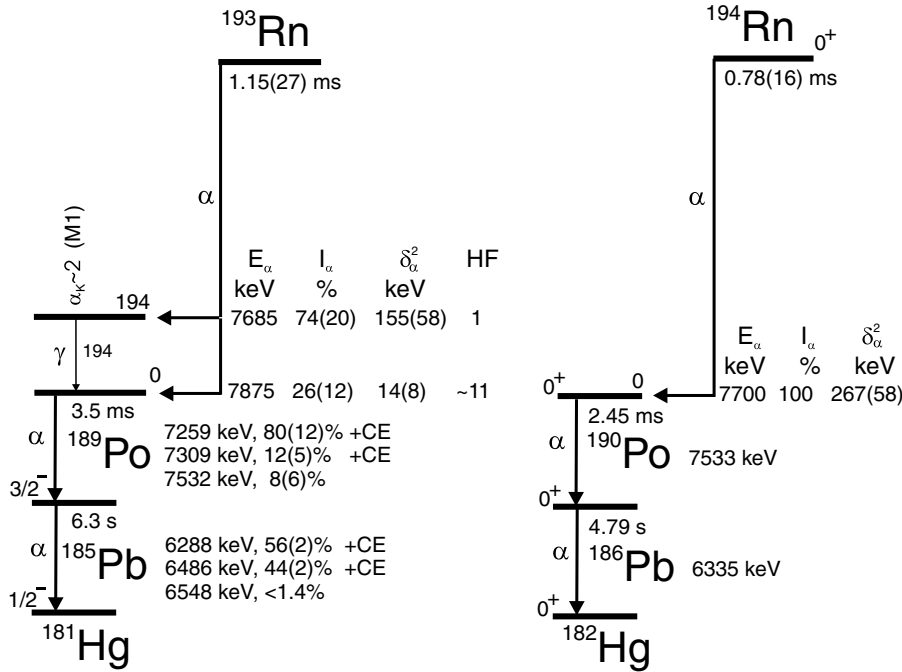 193Rn
1.15(27) ms
α
αK~2 (M1)
Eα Iα δ2α HF
keV % keV
194
7685 74(20) 155(58) 1
γ 194
0
7875 26(12) 14(8) ~11
3.5 ms
α
189Po
7259 keV, 80(12)% +CE
7309 keV, 12(5)% +CE
7532 keV, 8(6)%
3/2-
6.3 s
α
185Pb
6288 keV, 56(2)% +CE
6486 keV, 44(2)% +CE
6548 keV, <1.4%
1/2-
181Hg
194Rn 0+
0.78(16) ms
α
Eα Iα δ2α
keV % keV
0+ 0
7700 100 267(58)
2.45 ms
α
190Po 7533 keV
0+
4.79 s
α
186Pb 6335 keV
0+
182Hg